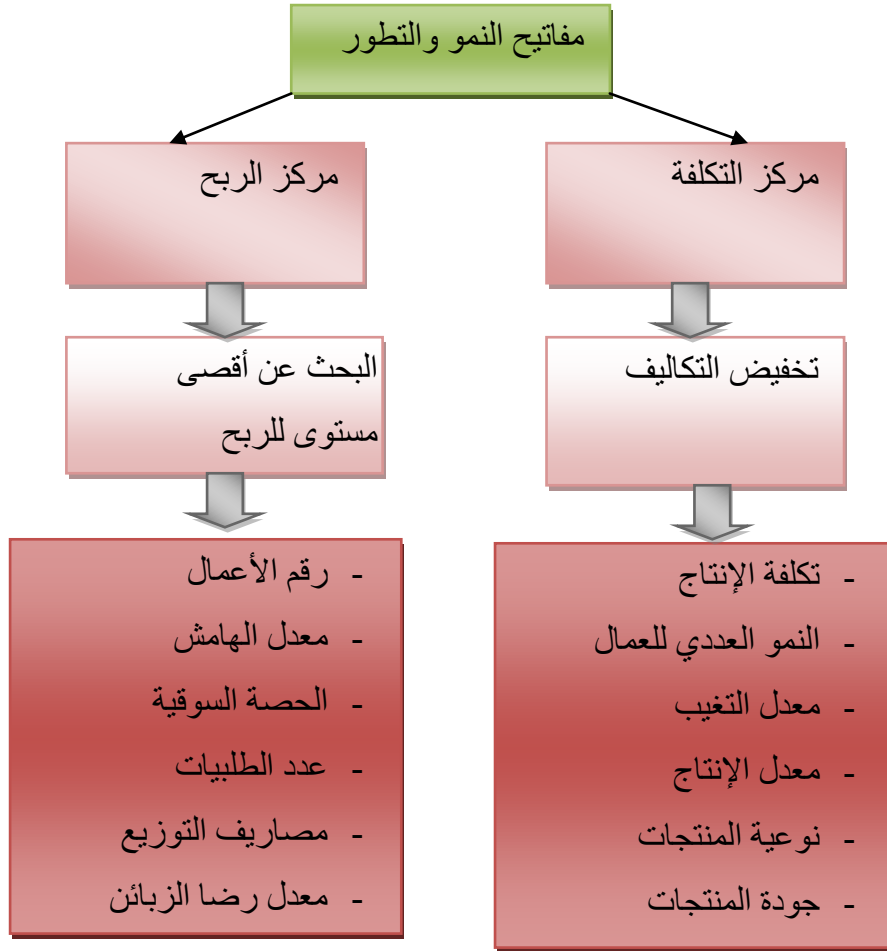 مفاتيح النمو والتطور
مركز التكلفة
مركز الربح
تخفيض التكاليف
البحث عن أقصى
مستوى للربح
- تكلفة الإنتاج
- النمو العددي للعمال
- معدل التغيب
- معدل الإنتاج
- نوعية المنتجات
- جودة المنتجات
- رقم الأعمال
- معدل الهامش
- الحصة السوقية
- عدد الطلبيات
- مصاريف التوزيع
- معدل رضا الزبائن